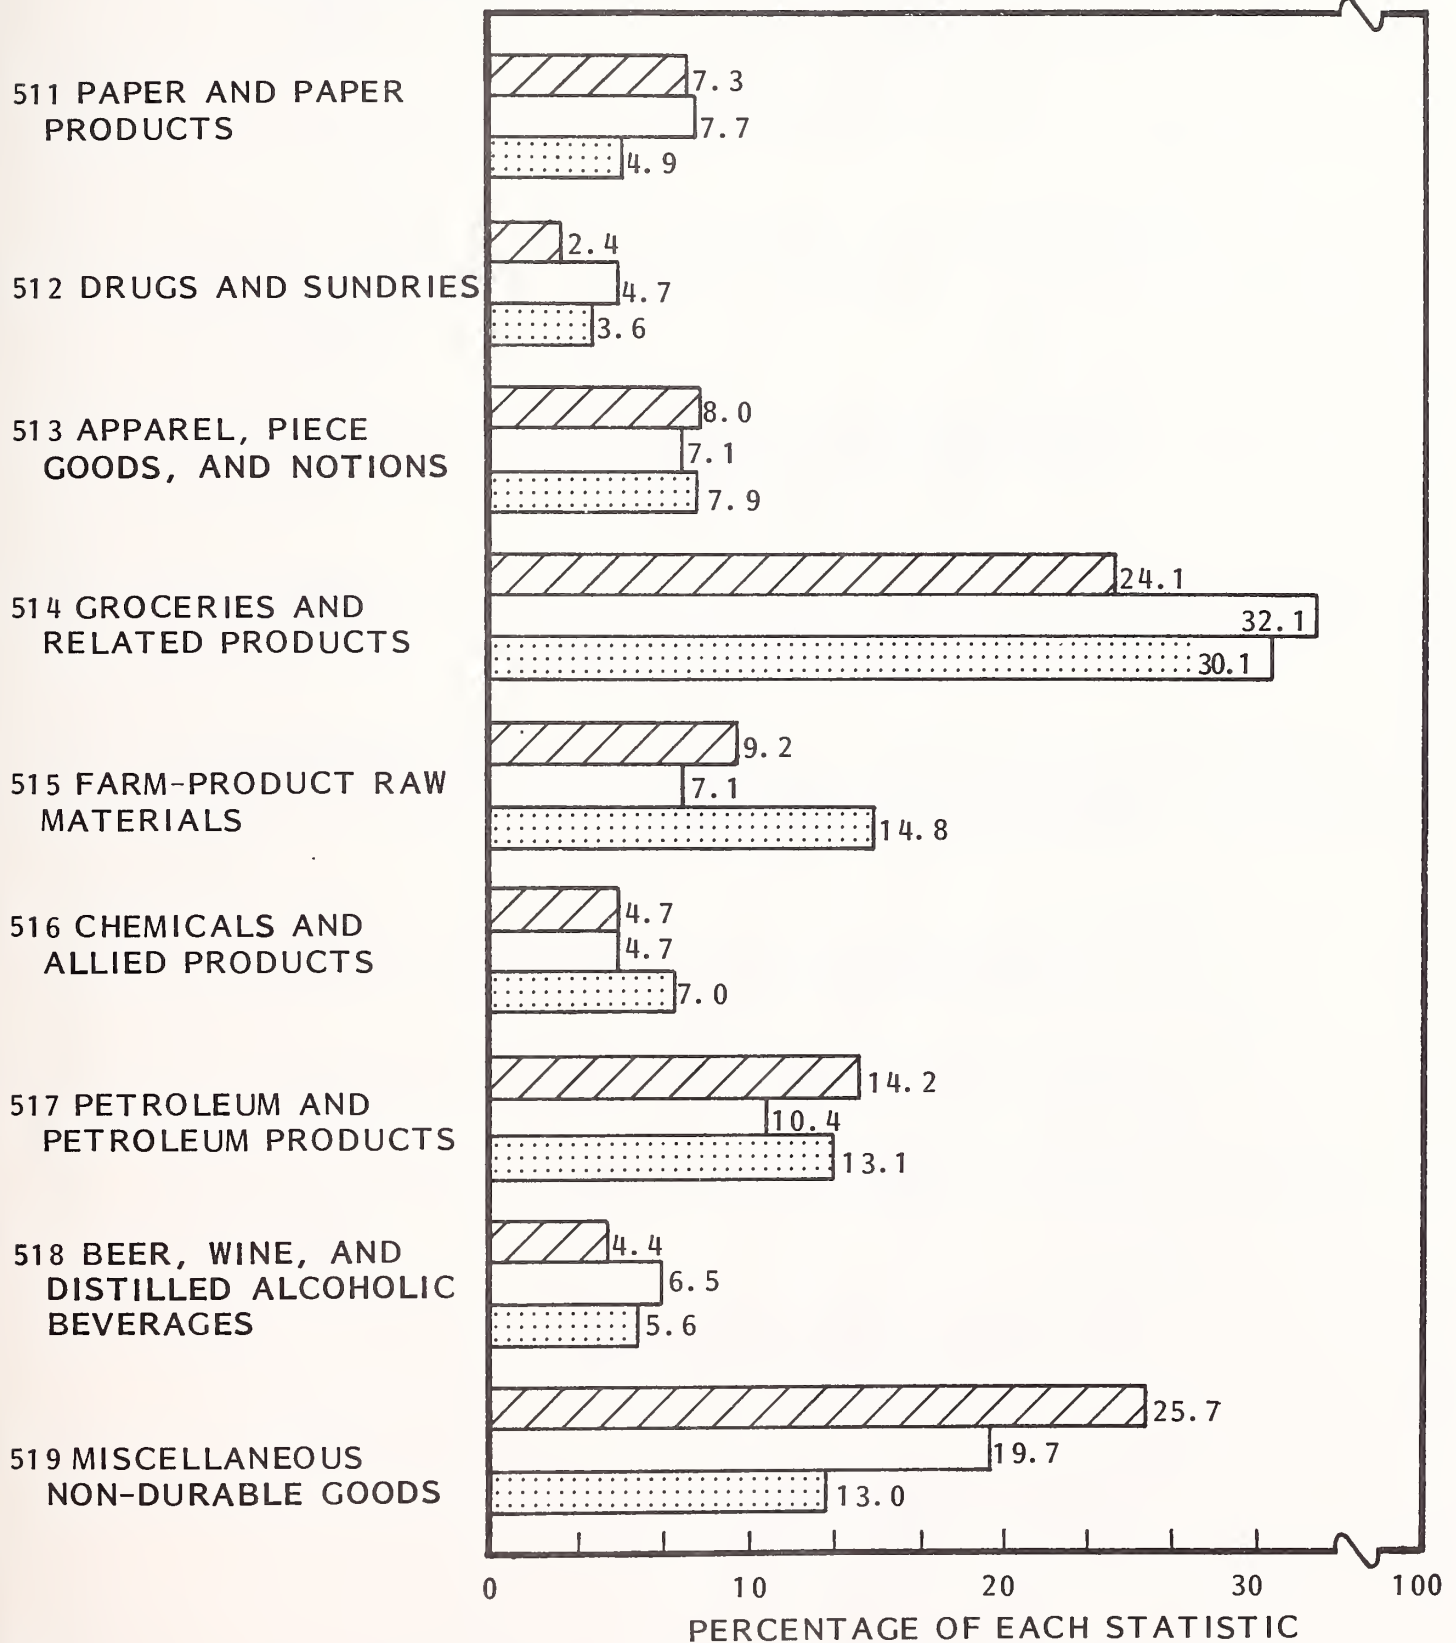 511 PAPER AND PAPER
PRODUCTS
7.3
7.7
4.9
512 DRUGS AND SUNDRIES
2.4
4.7
3.6
513 APPAREL, PIECE
GOODS, AND NOTIONS
8.0
7.1
7.9
514 GROCERIES AND
RELATED PRODUCTS
24.1
32.1
30.1
515 FARM-PRODUCT RAW
MATERIALS
9.2
7.1
14.8
516 CHEMICALS AND
ALLIED PRODUCTS
4.7
4.7
7.0
517 PETROLEUM AND
PETROLEUM PRODUCTS
14.2
10.4
13.1
518 BEER, WINE, AND
DISTILLED ALCOHOLIC
BEVERAGES
4.4
6.5
5.6
519 MISCELLANEOUS
NON-DURABLE GOODS
25.7
19.7
13.0
0 10 20 30 100
PERCENTAGE OF EACH STATISTIC